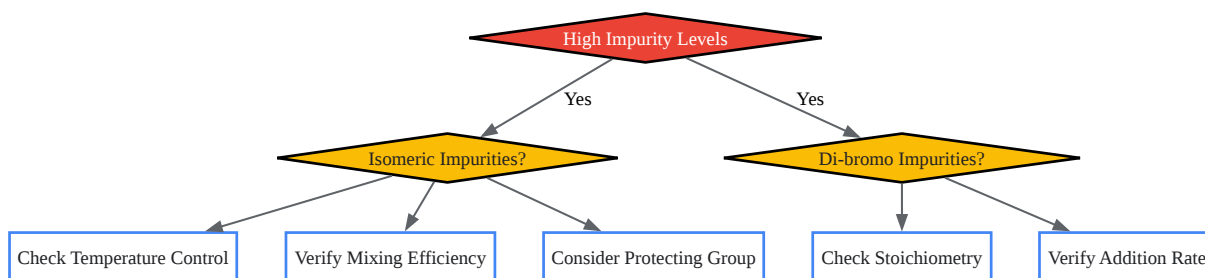 High Impurity Levels
Yes
Yes
Isomeric Impurities?
Di-bromo Impurities?
Check Temperature Control
Verify Mixing Efficiency
Consider Protecting Group
Check Stoichiometry
Verify Addition Rate